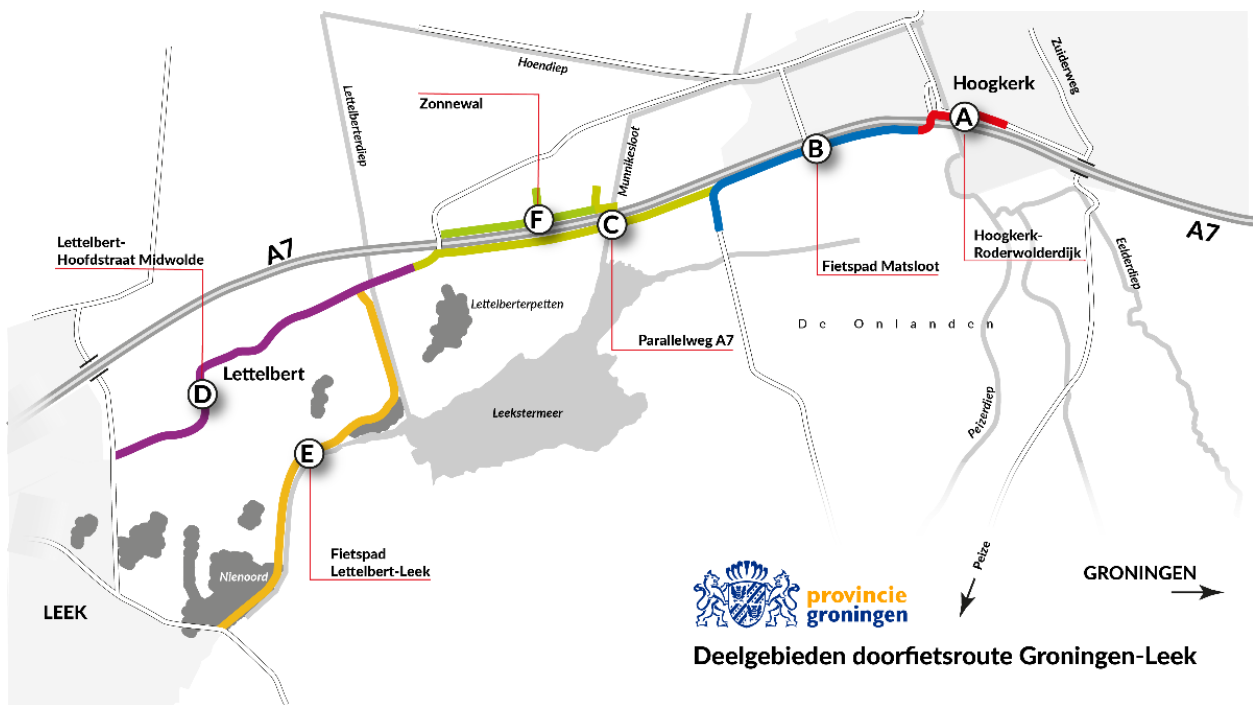 Hoogkerk
Zuiderweg
Hoendiep
Zonnewal
Lettelberterdiep
Munnikesloot
A
B
F
C
Lettelbert-
Hoofdstraat Midwolde
A7
A7
Hoogkerk-
Roderwolderdijk
Eelderdiep
Fietspad Matsloot
Lettelberterpetten
De Onlanden
Parallelweg A7
Lettelbert
D
Leekstermeer
Peizerdiep
E
Fietspad
Lettelbert-Leek
Nienoord
LEEK
Peize
GRONINGEN
provincie
groningen
Deelgebieden doorfietsroute Groningen-Leek